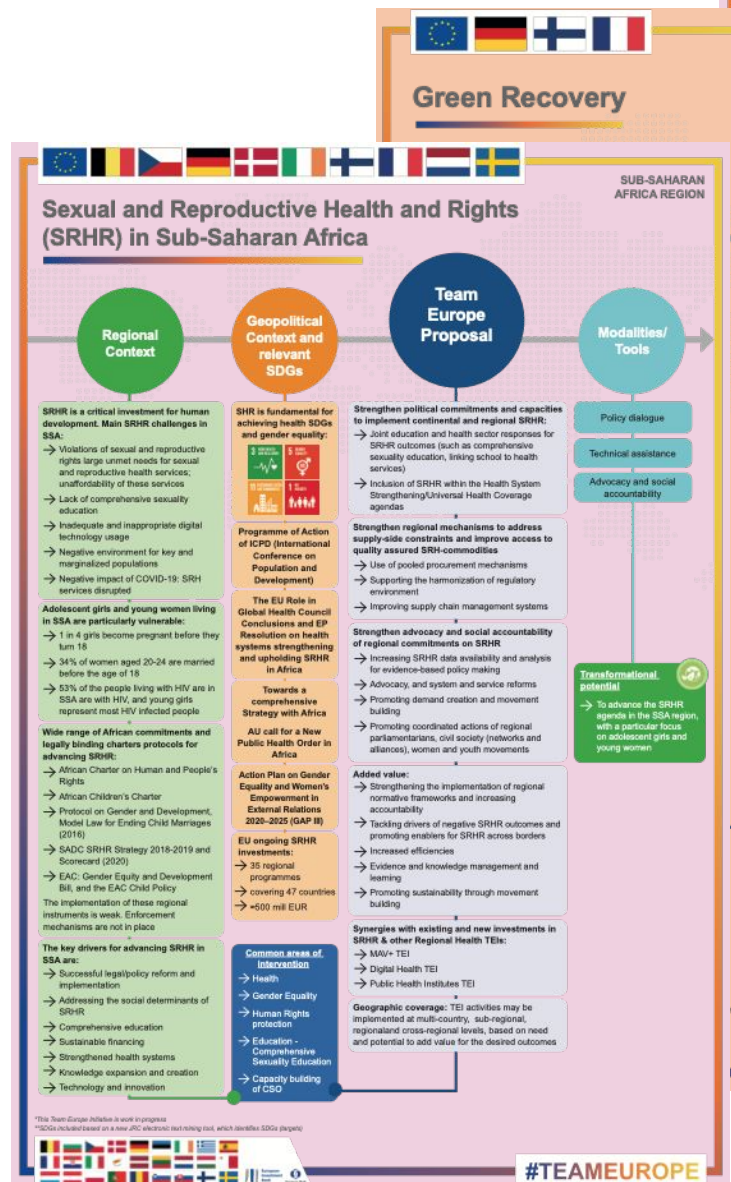 Green Recovery
SUB-SAHARAN
AFRICA REGION
Sexual and Reproductive Health and Rights
(SRHR) in Sub-Saharan Africa
Regional
Context
Geopolitical
Context and
relevant
SDGs
Team
Europe
Proposal
Modalities/
Tools
SRHR is a critical investment for human
development. Main SRHR challenges in
SSA:
→ Violations of sexual and reproductive
rights large unmet needs for sexual
and reproductive health services;
unaffordability of these services
→ Lack of comprehensive sexuality
education
→ Inadequate and inappropriate digital
technology usage
→ Negative environment for key and
marginalized populations
→ Negative impact of COVID-19: SRH
services disrupted
Adolescent girls and young women living
in SSA are particularly vulnerable:
→ 1 in 4 girls become pregnant before they
turn 18
→ 34% of women aged 20-24 are married
before the age of 18
→ 53% of the people living with HIV are in
SSA are with HIV, and young girls
represent most HIV infected people
Wide range of African commitments and
legally binding charters protocols for
advancing SRHR:
→ African Charter on Human and People's
Rights
→ African Children's Charter
→ Protocol on Gender and Development,
Model Law for Ending Child Marriages
(2016)
→ SADC SRHR Strategy 2018-2019 and
Scorecard (2020)
→ EAC: Gender Equity and Development
Bill, and the EAC Child Policy
The implementation of these regional
instruments is weak. Enforcement
mechanisms are not in place
The key drivers for advancing SRHR in
SSA are:
→ Successful legal/policy reform and
implementation
→ Addressing the social determinants of
SRHR
→ Comprehensive education
→ Sustainable financing
→ Strengthened health systems
→ Knowledge expansion and creation
→ Technology and innovation
SHR is fundamental for
achieving health SDGs
and gender equality:
3
5
Programme of Action
of ICPD (International
Conference on
Population and
Development)
The EU Role in
Global Health Council
Conclusions and EP
Resolution on health
systems strengthening
and upholding SRHR
in Africa
Towards a
comprehensive
Strategy with Africa
AU call for a New
Public Health Order in
Africa
Action Plan on Gender
Equality and Women's
Empowerment in
External Relations
2020–2025 (GAP III)
EU ongoing SRHR
investments:
→ 35 regional
programmes
→ covering 47 countries
→ ≈500 mill EUR
Common areas of
intervention
→ Health
→ Gender Equality
→ Human Rights
protection
→ Education -
Comprehensive
Sexuality Education
→ Capacity building
of CSO
Strengthen political commitments and capacities
to implement continental and regional SRHR:
→ Joint education and health sector responses for
SRHR outcomes (such as comprehensive
sexuality education, linking school to health
services)
→ Inclusion of SRHR within the Health System
Strengthening/Universal Health Coverage
agendas
Strengthen regional mechanisms to address
supply-side constraints and improve access to
quality assured SRH-commodities
→ Use of pooled procurement mechanisms
→ Supporting the harmonization of regulatory
environment
→ Improving supply chain management systems
Strengthen advocacy and social accountability
of regional commitments on SRHR
→ Increasing SRHR data availability and analysis
for evidence-based policy making
→ Advocacy, and system and service reforms
→ Promoting demand creation and movement
building
→ Promoting coordinated actions of regional
parliamentarians, civil society (networks and
alliances), women and youth movements
Added value:
→ Strengthening the implementation of regional
normative frameworks and increasing
accountability
→ Tackling drivers of negative SRHR outcomes and
promoting enablers for SRHR across borders
→ Increased efficiencies
→ Evidence and knowledge management and
learning
→ Promoting sustainability through movement
building
Synergies with existing and new investments in
SRHR & other Regional Health TEIs:
→ MAV+ TEI
→ Digital Health TEI
→ Public Health Institutes TEI
Geographic coverage: TEI activities may be
implemented at multi-country, sub-regional,
regionaland cross-regional levels, based on need
and potential to add value for the desired outcomes
Policy dialogue
Technical assistance
Advocacy and social
accountability
Transformational
potential
→ To advance the SRHR
agenda in the SSA region,
with a particular focus
on adolescent girls and
young women
*This Team Europe Initiative is work in progress
**SDGs included based on a new JRC electronic text mining tool, which identifies SDGs (targets)
#TEAMEUROPE